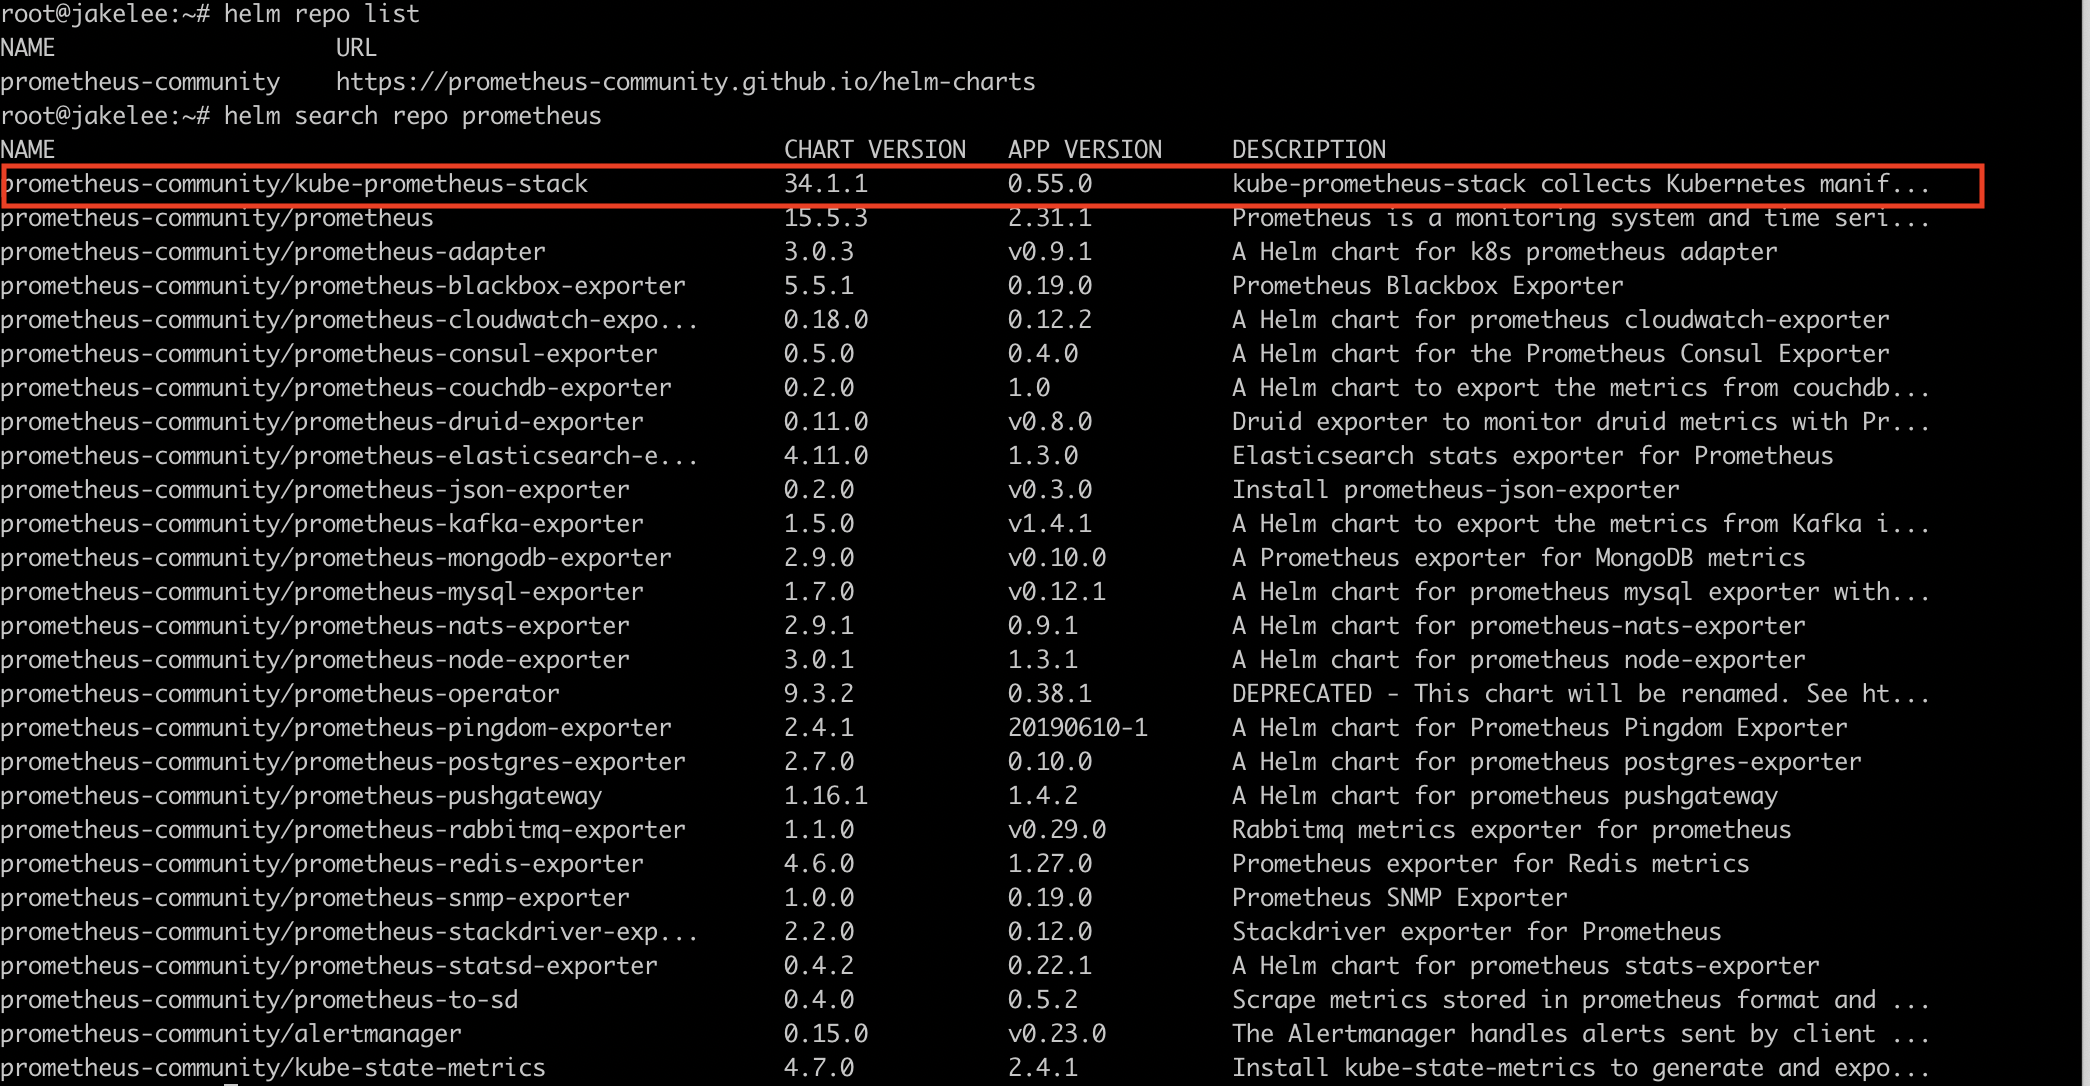 root@jakelee:~# helm repo list
NAME                    URL
prometheus-community    https://prometheus-community.github.io/helm-charts
root@jakelee:~# helm search repo prometheus
NAME                                                    CHART VERSION   APP VERSION     DESCRIPTION
prometheus-community/kube-prometheus-stack              34.1.1          0.55.0          kube-prometheus-stack collects Kubernetes manif...
prometheus-community/prometheus                         15.5.3          2.31.1          Prometheus is a monitoring system and time seri...
prometheus-community/prometheus-adapter                 3.0.3           v0.9.1          A Helm chart for k8s prometheus adapter
prometheus-community/prometheus-blackbox-exporter       5.5.1           0.19.0          Prometheus Blackbox Exporter
prometheus-community/prometheus-cloudwatch-expo...      0.18.0          0.12.2          A Helm chart for prometheus cloudwatch-exporter
prometheus-community/prometheus-consul-exporter         0.5.0           0.4.0           A Helm chart for the Prometheus Consul Exporter
prometheus-community/prometheus-couchdb-exporter        0.2.0           1.0             A Helm chart to export the metrics from couchdb...
prometheus-community/prometheus-druid-exporter          0.11.0          v0.8.0          Druid exporter to monitor druid metrics with Pr...
prometheus-community/prometheus-elasticsearch-e...      4.11.0          1.3.0           Elasticsearch stats exporter for Prometheus
prometheus-community/prometheus-json-exporter           0.2.0           v0.3.0          Install prometheus-json-exporter
prometheus-community/prometheus-kafka-exporter          1.5.0           v1.4.1          A Helm chart to export the metrics from Kafka i...
prometheus-community/prometheus-mongodb-exporter        2.9.0           v0.10.0         A Prometheus exporter for MongoDB metrics
prometheus-community/prometheus-mysql-exporter          1.7.0           v0.12.1         A Helm chart for prometheus mysql exporter with...
prometheus-community/prometheus-nats-exporter           2.9.1           0.9.1           A Helm chart for prometheus-nats-exporter
prometheus-community/prometheus-node-exporter           3.0.1           1.3.1           A Helm chart for prometheus node-exporter
prometheus-community/prometheus-operator                9.3.2           0.38.1          DEPRECATED - This chart will be renamed. See ht...
prometheus-community/prometheus-pingdom-exporter        2.4.1           20190610-1      A Helm chart for Prometheus Pingdom Exporter
prometheus-community/prometheus-postgres-exporter       2.7.0           0.10.0          A Helm chart for prometheus postgres-exporter
prometheus-community/prometheus-pushgateway             1.16.1          1.4.2           A Helm chart for prometheus pushgateway
prometheus-community/prometheus-rabbitmq-exporter       1.1.0           v0.29.0         Rabbitmq metrics exporter for prometheus
prometheus-community/prometheus-redis-exporter          4.6.0           1.27.0          Prometheus exporter for Redis metrics
prometheus-community/prometheus-snmp-exporter           1.0.0           0.19.0          Prometheus SNMP Exporter
prometheus-community/prometheus-stackdriver-exp...      2.2.0           0.12.0          Stackdriver exporter for Prometheus
prometheus-community/prometheus-statsd-exporter         0.4.2           0.22.1          A Helm chart for prometheus stats-exporter
prometheus-community/prometheus-to-sd                   0.4.0           0.5.2           Scrape metrics stored in prometheus format and ...
prometheus-community/alertmanager                       0.15.0          v0.23.0         The Alertmanager handles alerts sent by client ...
prometheus-community/kube-state-metrics                 4.7.0           2.4.1           Install kube-state-metrics to generate and expo...